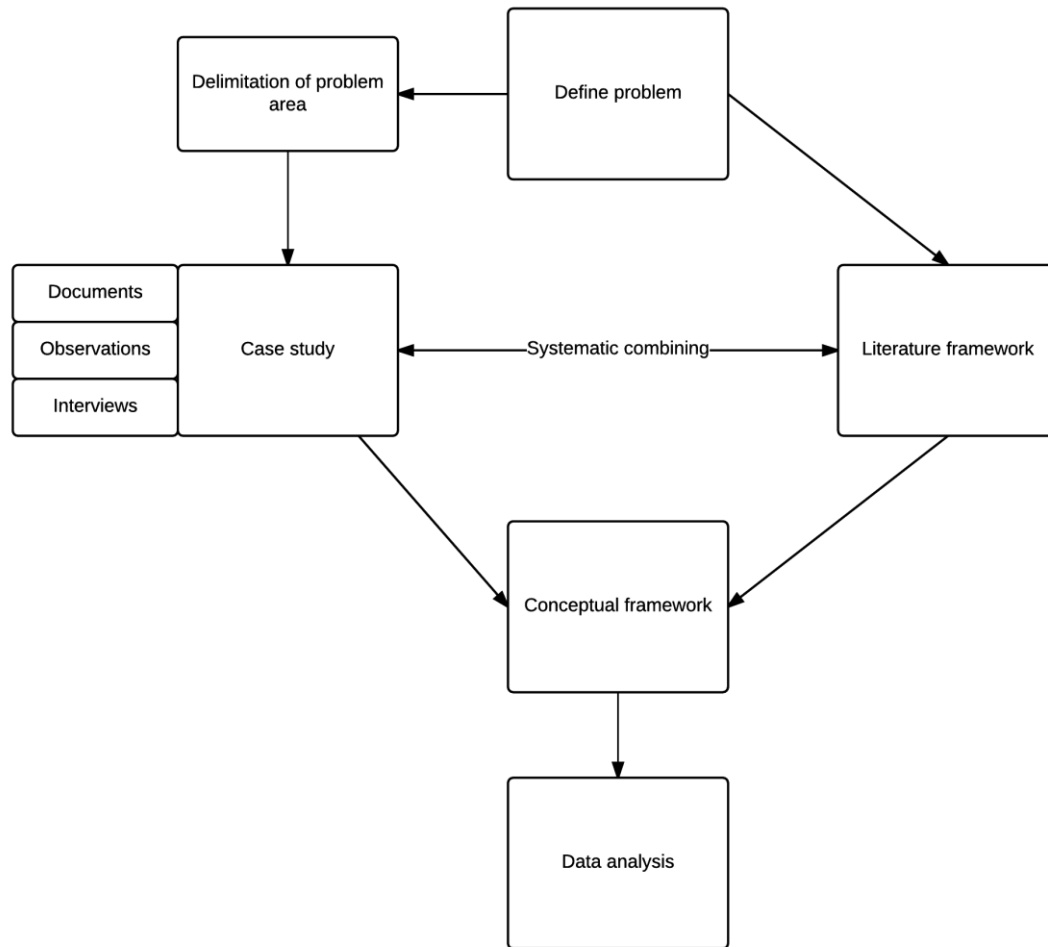 Delimitation of problem
area
Define problem
Documents
Observations
Interviews
Case study
Systematic combining
Literature framework
Conceptual framework
Data analysis